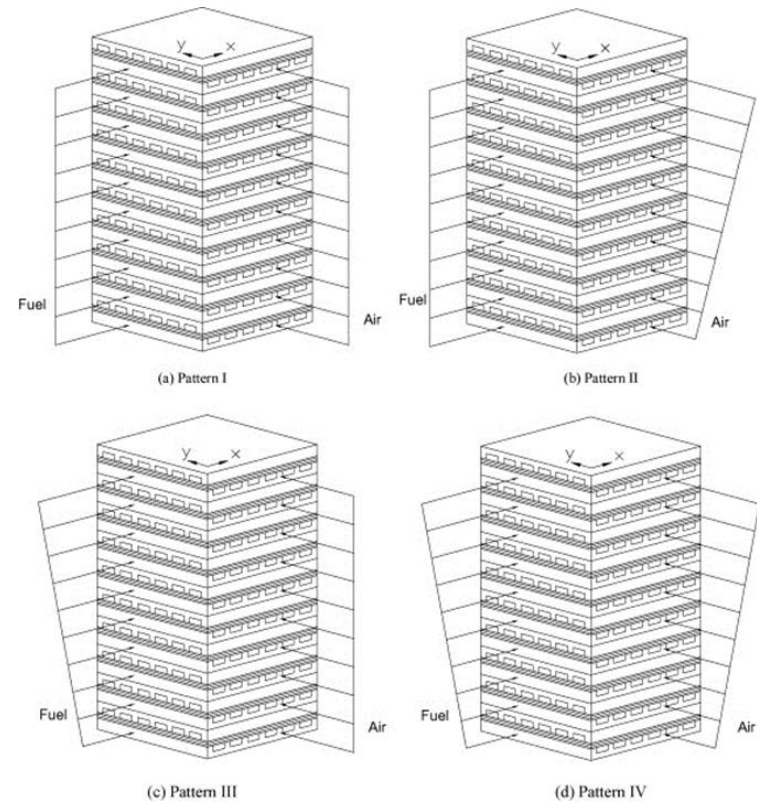 y x
Fuel
Air
(a) Pattern I
y x
Fuel
Air
(b) Pattern II
y x
Fuel
Air
(c) Pattern III
y x
Fuel
Air
(d) Pattern IV